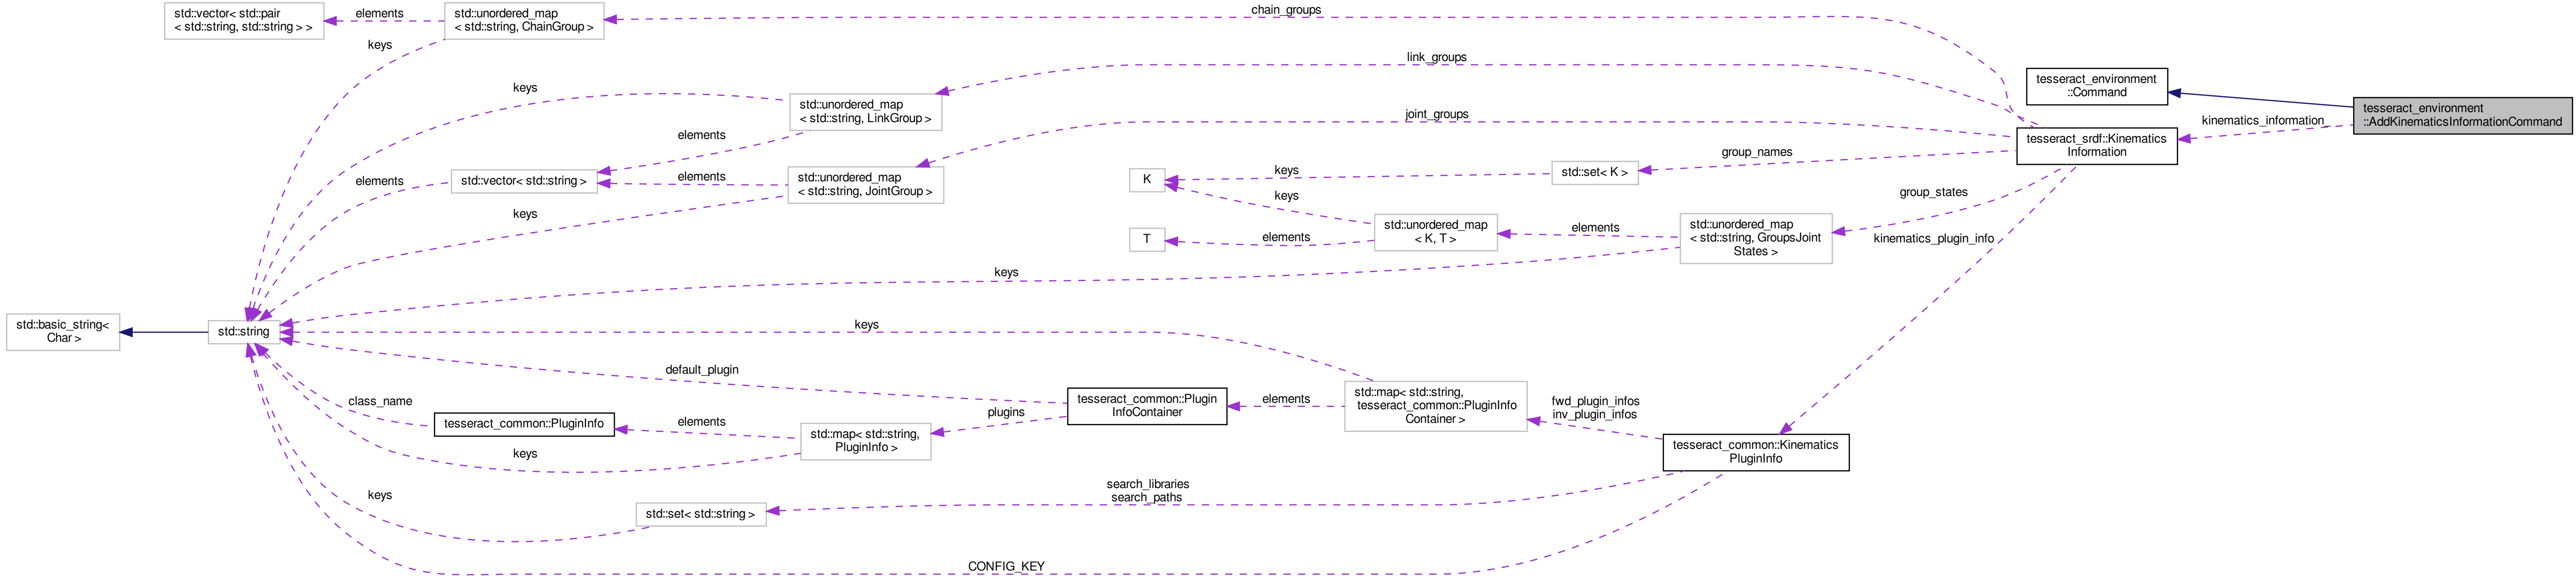 std::vector< std::pair
< std::string, std::string > >
elements
std::unordered_map
< std::string, ChainGroup >
chain_groups
keys
link_groups
tesseract_environment
::Command
tesseract_environment
::AddKinematicsInformationCommand
kinematics_information_
keys
std::unordered_map
< std::string, LinkGroup >
elements
joint_groups
tesseract_srdf::Kinematics
Information
group_names
elements
std::vector< std::string >
elements
std::unordered_map
< std::string, JointGroup >
K
keys
std::set< K >
keys
group_states
keys
T
elements
std::unordered_map
< K, T >
elements
std::unordered_map
< std::string, GroupsJoint
States >
kinematics_plugin_info
keys
std::basic_string<
Char >
std::string
keys
default_plugin
class_name
tesseract_common::PluginInfo
elements
keys
std::map< std::string,
PluginInfo >
plugins
tesseract_common::Plugin
InfoContainer
elements
std::map< std::string,
tesseract_common::PluginInfo
Container >
fwd_plugin_infos
inv_plugin_infos
tesseract_common::Kinematics
PluginInfo
keys
std::set< std::string >
search_libraries
search_paths
CONFIG_KEY